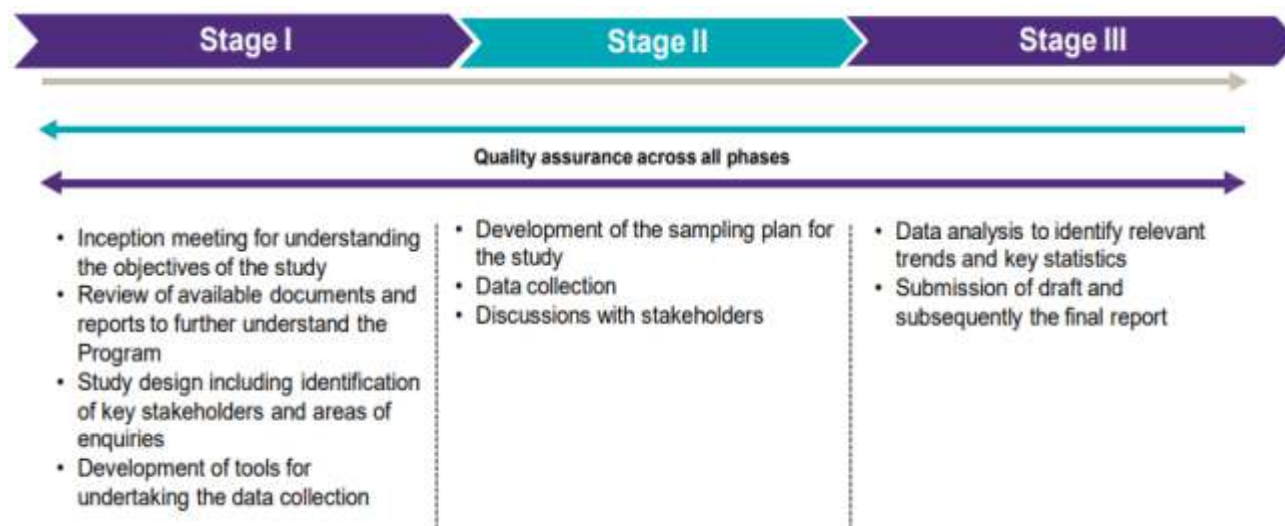 Stage I
Stage II
Stage III
Quality assurance across all phases
• Inception meeting for understanding
the objectives of the study
• Review of available documents and
reports to further understand the
Program
• Study design including identification
of key stakeholders and areas of
enquiries
• Development of tools for
undertaking the data collection
• Development of the sampling plan for
the study
• Data collection
• Discussions with stakeholders
• Data analysis to identify relevant
trends and key statistics
• Submission of draft and
subsequently the final report